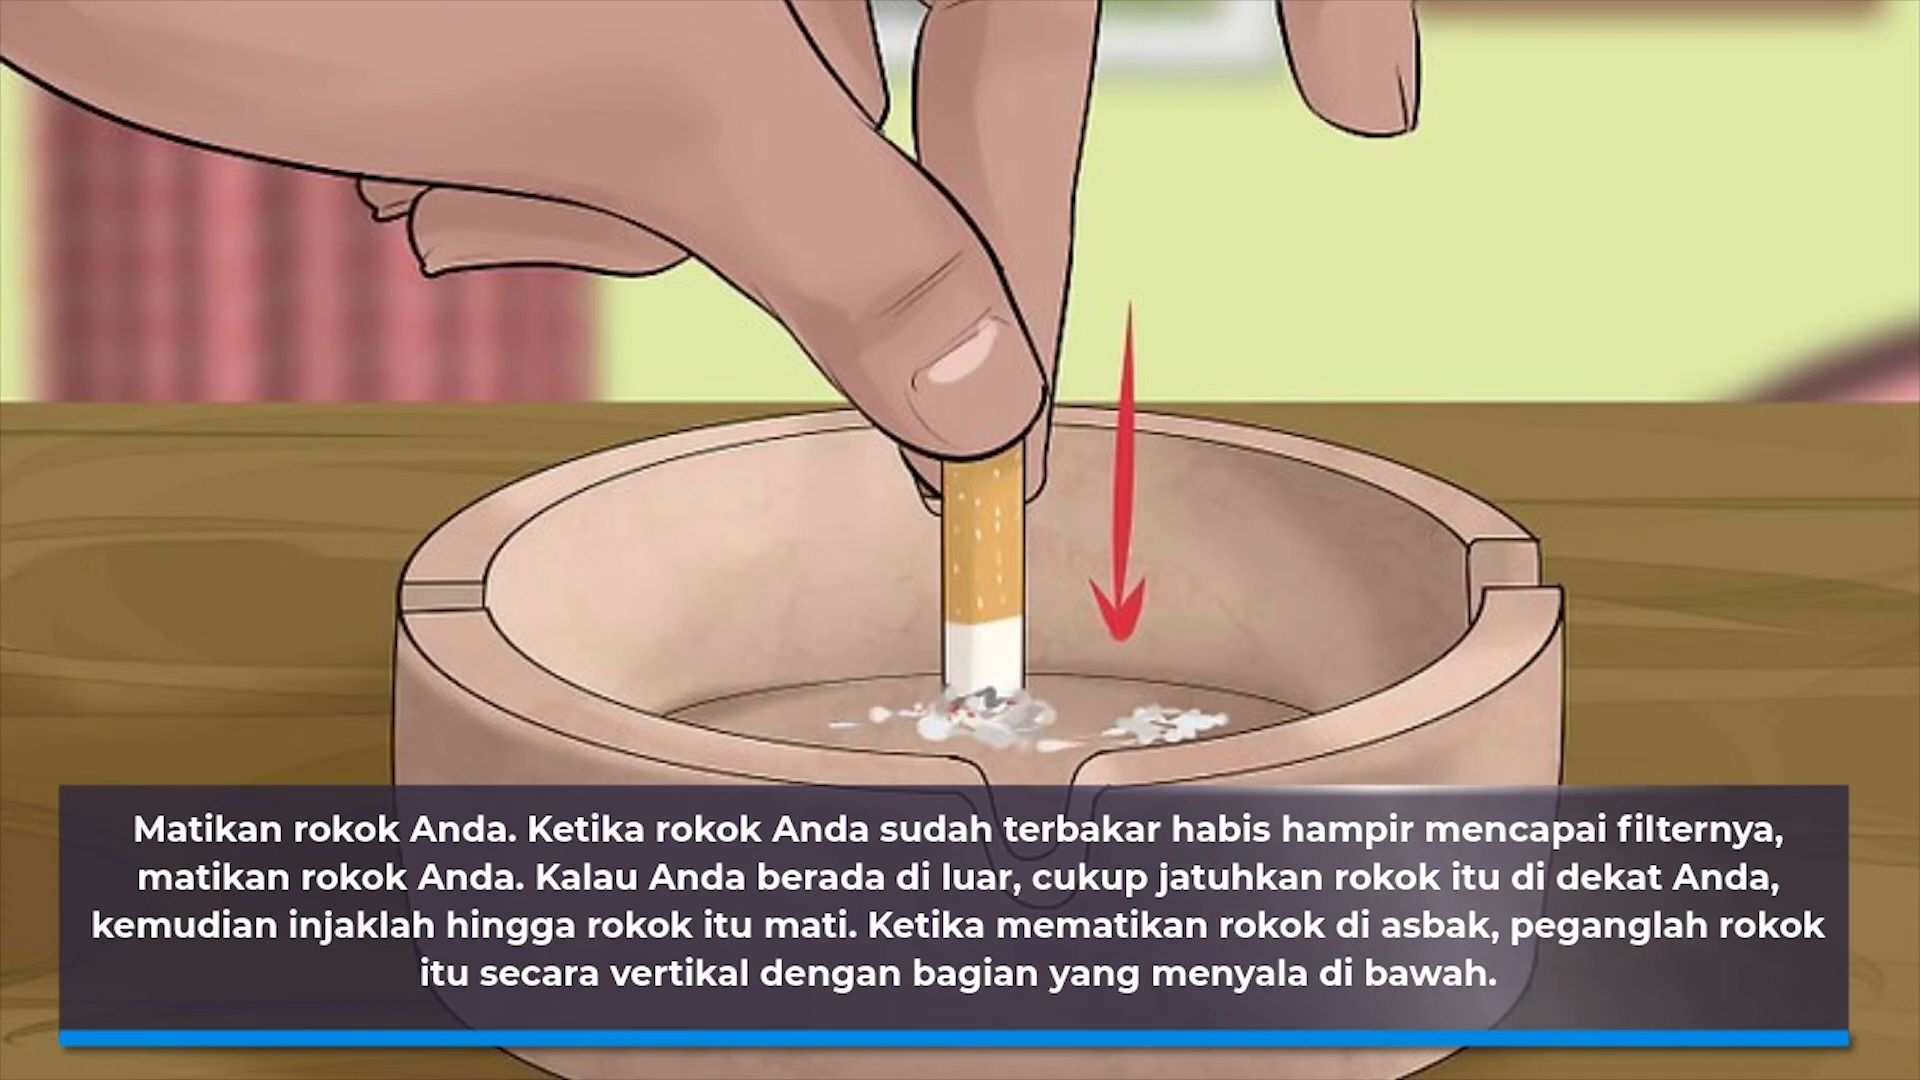 Matikan rokok Anda. Ketika rokok Anda sudah terbakar habis hampir mencapai filternya,
matikan rokok Anda. Kalau Anda berada di luar, cukup jatuhkan rokok itu di dekat Anda,
kemudian injaklah hingga rokok itu mati. Ketika mematikan rokok di asbak, peganglah rokok
itu secara vertikal dengan bagian yang menyala di bawah.